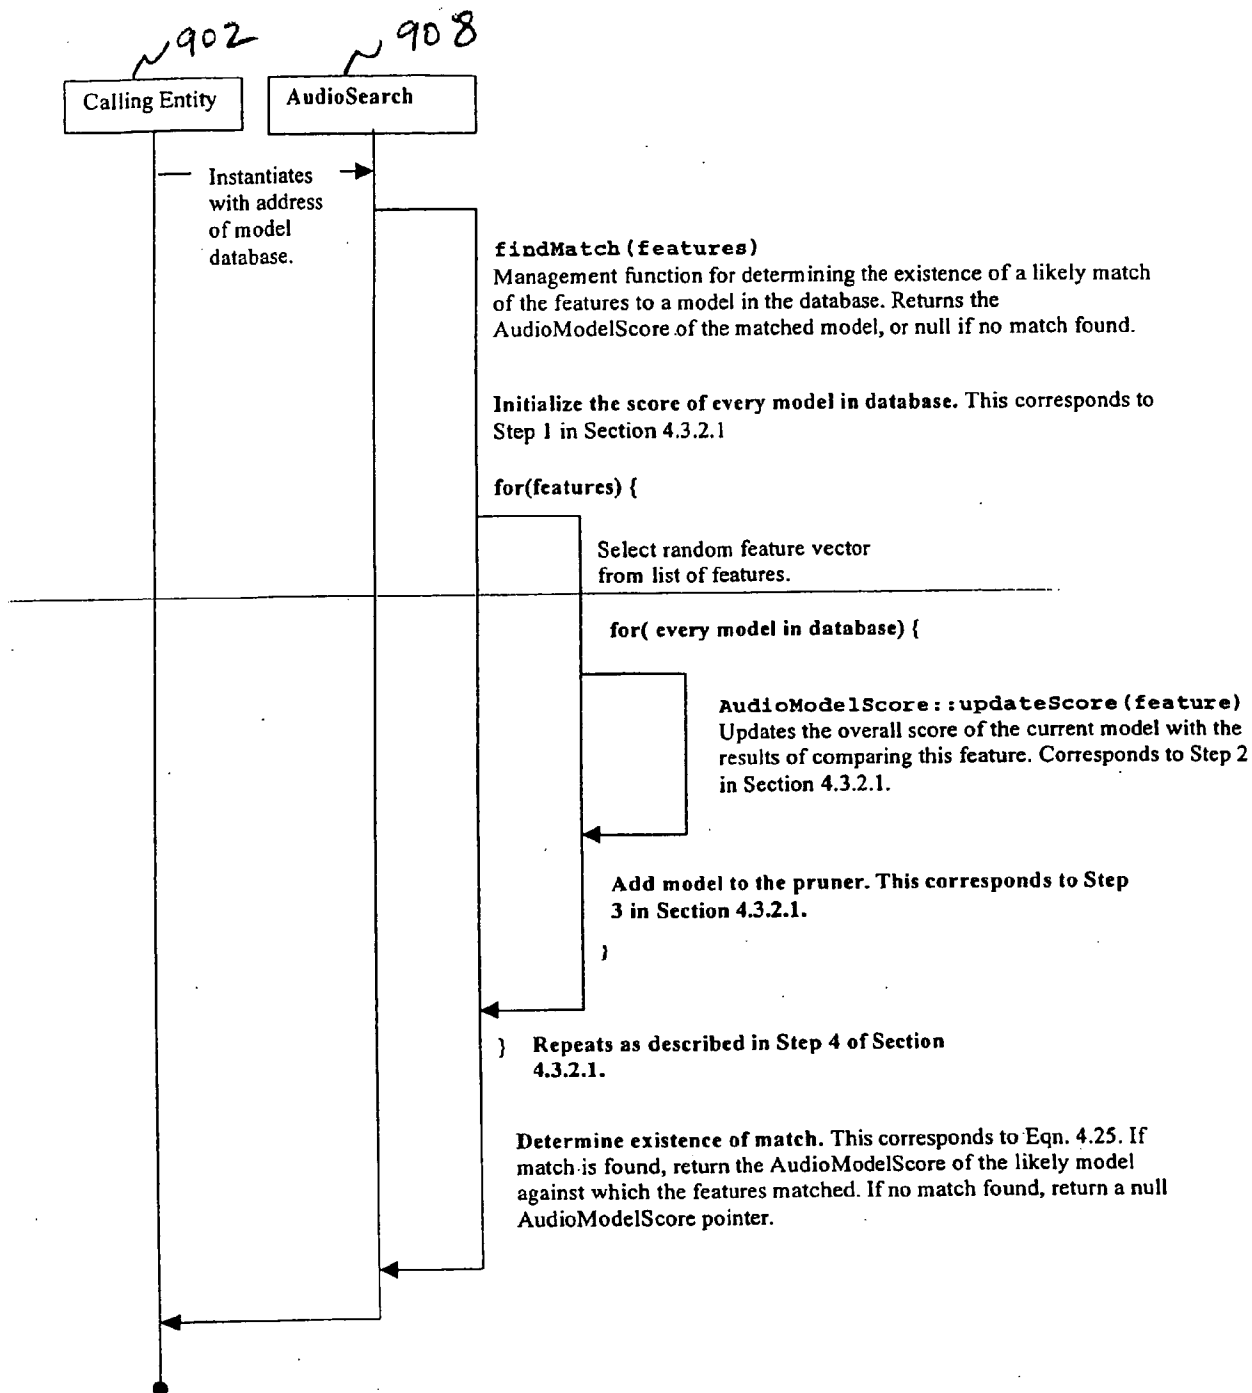 902
908
Calling Entity
AudioSearch
Instantiates
with address
of model
database.
findMatch(features)
Management function for determining the existence of a likely match
of the features to a model in the database. Returns the
AudioModelScore of the matched model, or null if no match found.
Initialize the score of every model in database. This corresponds to
Step 1 in Section 4.3.2.1
for(features) {
Select random feature vector
from list of features.
for( every model in database) {
AudioModelScore::updateScore(feature)
Updates the overall score of the current model with the
results of comparing this feature. Corresponds to Step 2
in Section 4.3.2.1.
Add model to the pruner. This corresponds to Step
3 in Section 4.3.2.1.
}
} Repeats as described in Step 4 of Section
4.3.2.1.
Determine existence of match. This corresponds to Eqn. 4.25. If
match is found, return the AudioModelScore of the likely model
against which the features matched. If no match found, return a null
AudioModelScore pointer.